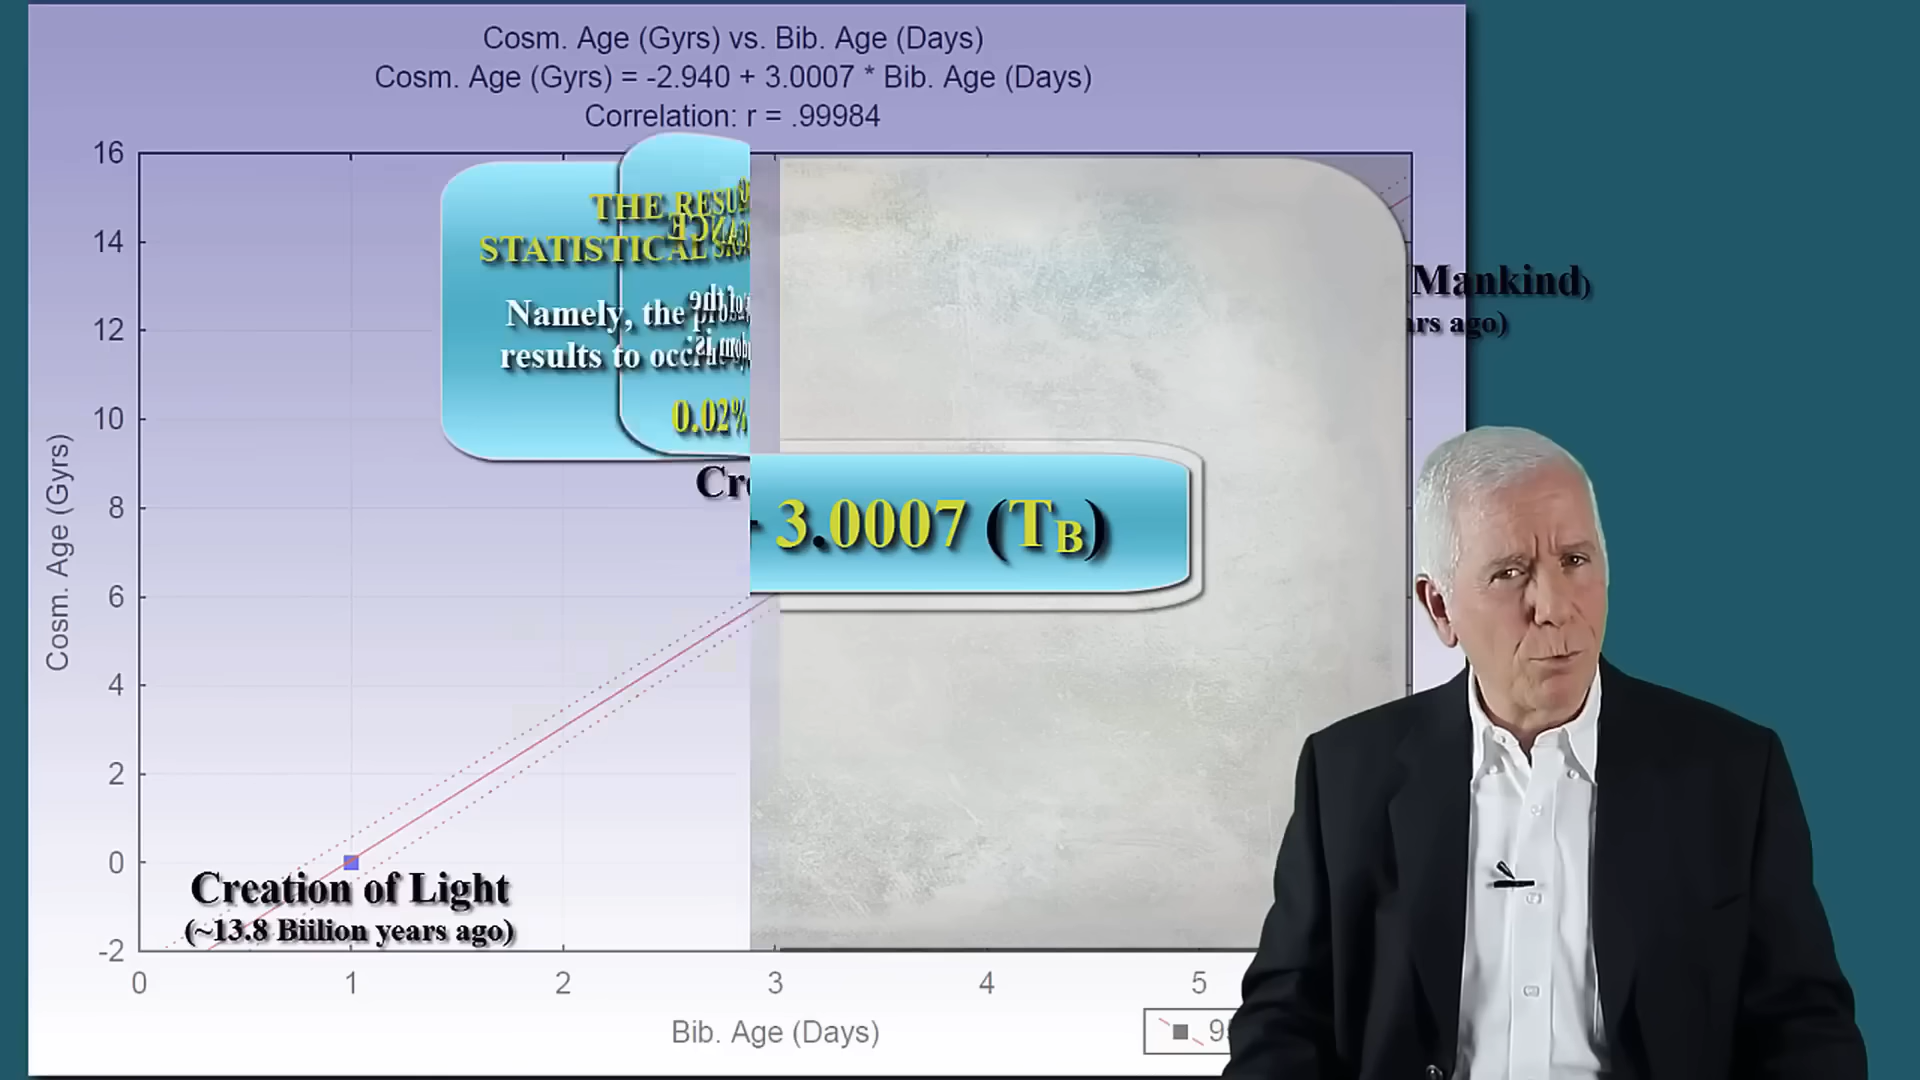 Cosm. Age (Gyrs) vs. Bib. Age (Days)
Cosm. Age (Gyrs) = -2.940 + 3.0007 * Bib. Age (Days)
Correlation: r = .99984
16
14
12
10
8
6
4
2
0
-2
Cosm. Age (Gyrs)
THE RESU
STATISTICAL
Namely, the
results to
0.02%
Mankind)
ago)
3.0007 (TB)
Creation of Light
(~13.8 Biilion years ago)
0 1 2 3 4 5
Bib. Age (Days)